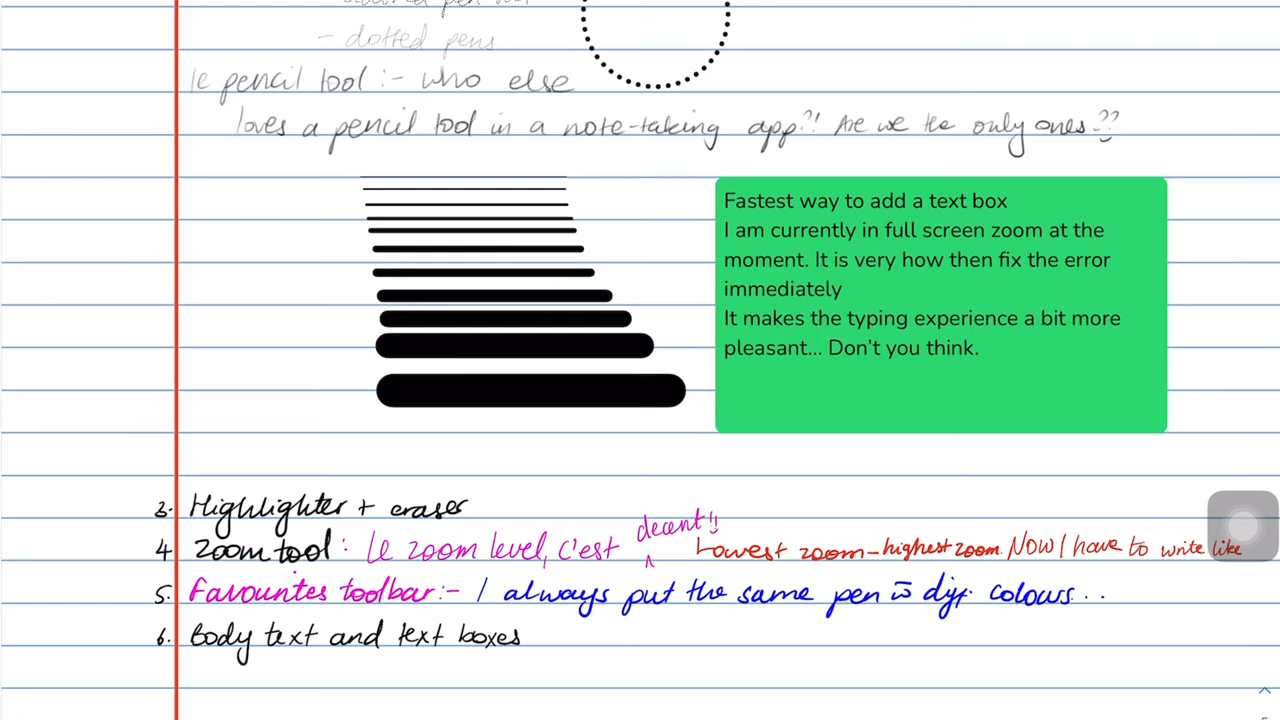 - dotted pens
le pencil tool :- who else
loves a pencil tool in a note-taking app?! Are we the only ones??
Fastest way to add a text box
I am currently in full screen zoom at the
moment. It is very how then fix the error
immediately
It makes the typing experience a bit more
pleasant... Don't you think.
3. Highlighter + eraser
4 Zoom tool: le zoom level, c'est decent!! Lowest zoom - highest zoom. Now I have to write like
5. Favourites toolbar :- I always put the same pen in diff. colours...
6. Body text and text boxes